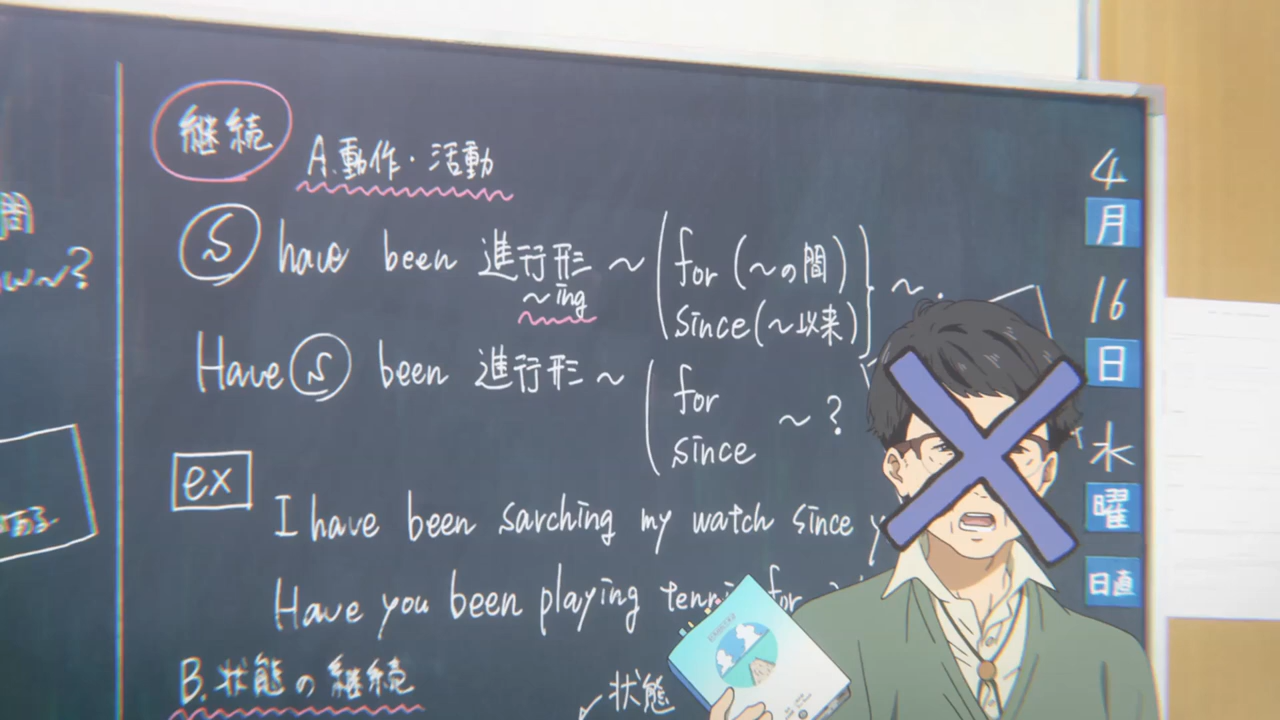 間
ow~?
継続
A.動作・活動
S have been 進行形 ~ for (~の間) ~.
~ing
since (~以来)
Have S been 進行形 ~ for ~ ?
since
ex
I have been sarching my watch since y
Have you been playing tennis for
B.状態の継続
状態
4
月
16
日
水
曜
日直